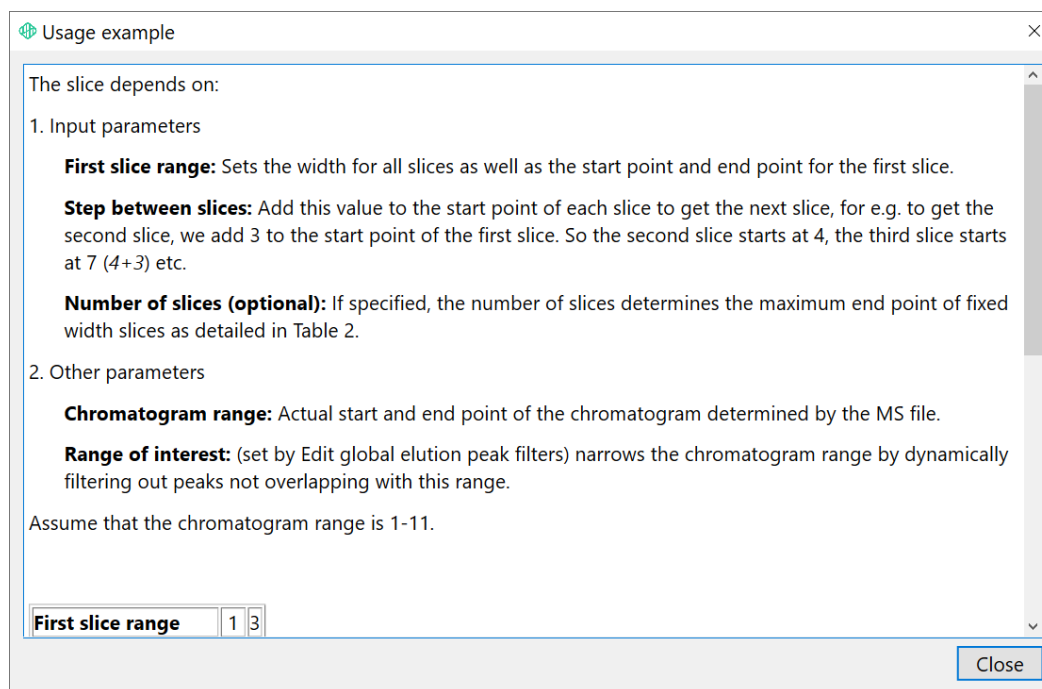 Usage example
The slice depends on:
1. Input parameters
First slice range: Sets the width for all slices as well as the start point and end point for the first slice.
Step between slices: Add this value to the start point of each slice to get the next slice, for e.g. to get the
second slice, we add 3 to the start point of the first slice. So the second slice starts at 4, the third slice starts
at 7 (4+3) etc.
Number of slices (optional): If specified, the number of slices determines the maximum end point of fixed
width slices as detailed in Table 2.
2. Other parameters
Chromatogram range: Actual start and end point of the chromatogram determined by the MS file.
Range of interest: (set by Edit global elution peak filters) narrows the chromatogram range by dynamically
filtering out peaks not overlapping with this range.
Assume that the chromatogram range is 1-11.
First slice range 1 3
Close